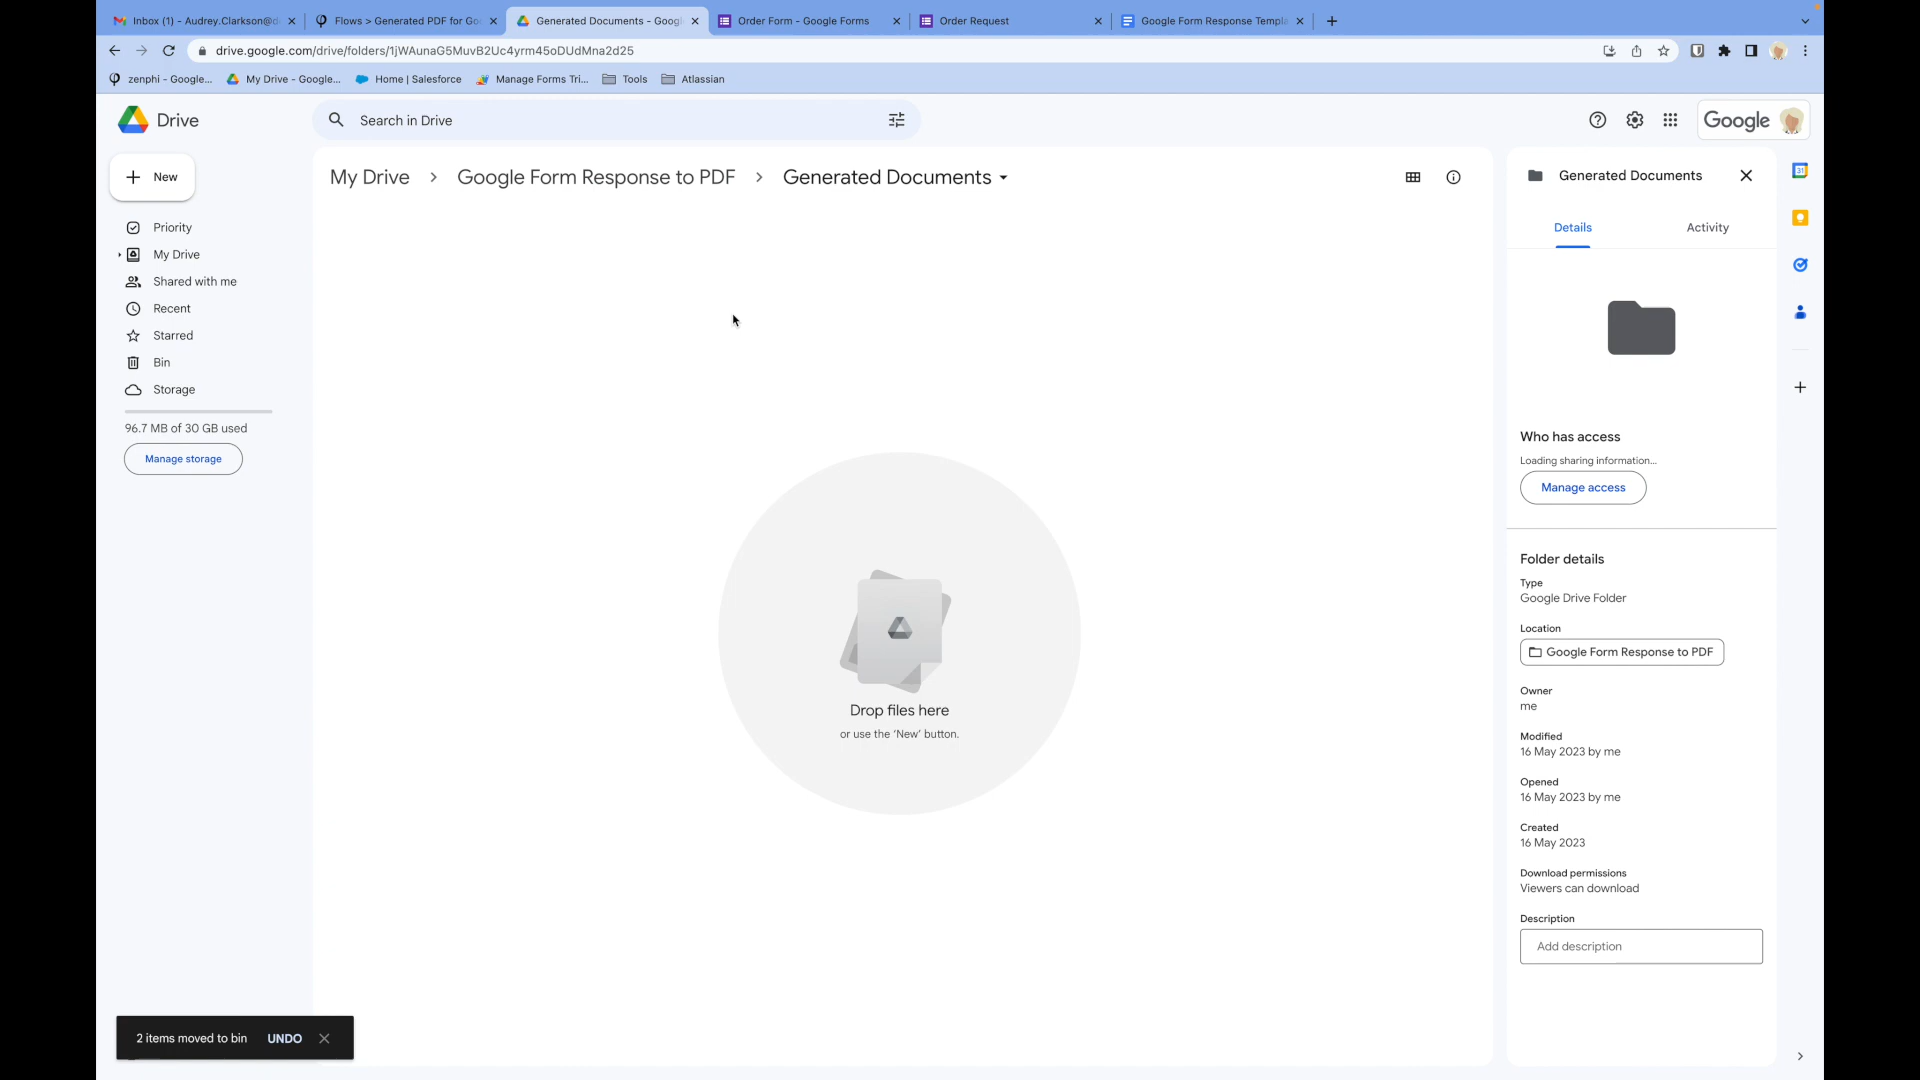 Inbox (1) - Audrey.Clarkson@d
Flows > Generated PDF for Go
Generated Documents - Googl
Order Form - Google Forms
Order Request
Google Form Response Templa
drive.google.com/drive/folders/1jWAunaG5MuvB2Uc4yrm45oDUdMna2d25
zenphi - Google...
My Drive - Google...
Home | Salesforce
Manage Forms Tri...
Tools
Atlassian
Drive
Search in Drive
Google
New
My Drive > Google Form Response to PDF > Generated Documents
Priority
My Drive
Shared with me
Recent
Starred
Bin
Storage
96.7 MB of 30 GB used
Manage storage
Drop files here
or use the ‘New’ button.
Generated Documents
Details
Activity
Who has access
Loading sharing information...
Manage access
Folder details
Type
Google Drive Folder
Location
Google Form Response to PDF
Owner
me
Modified
16 May 2023 by me
Opened
16 May 2023 by me
Created
16 May 2023
Download permissions
Viewers can download
Description
Add description
31
2 items moved to bin
UNDO